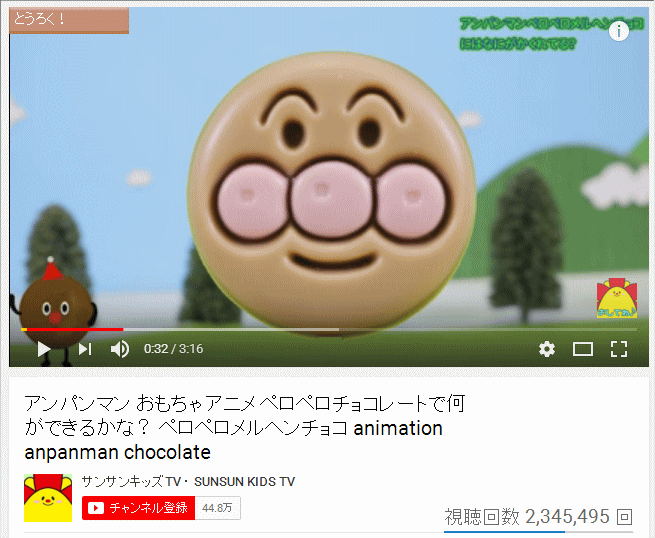 とうろく！
アンパンマンペロペロメルヘンチョコ
にはなにがかくれてる?
0:32 / 3:16
アンパンマン おもちゃアニメ ペロペロチョコレートで何
ができるかな？ ペロペロメルヘンチョコ animation
anpanman chocolate
サンサンキッズTV・ SUNSUN KIDS TV
チャンネル登録 44.8万
視聴回数 2,345,495 回